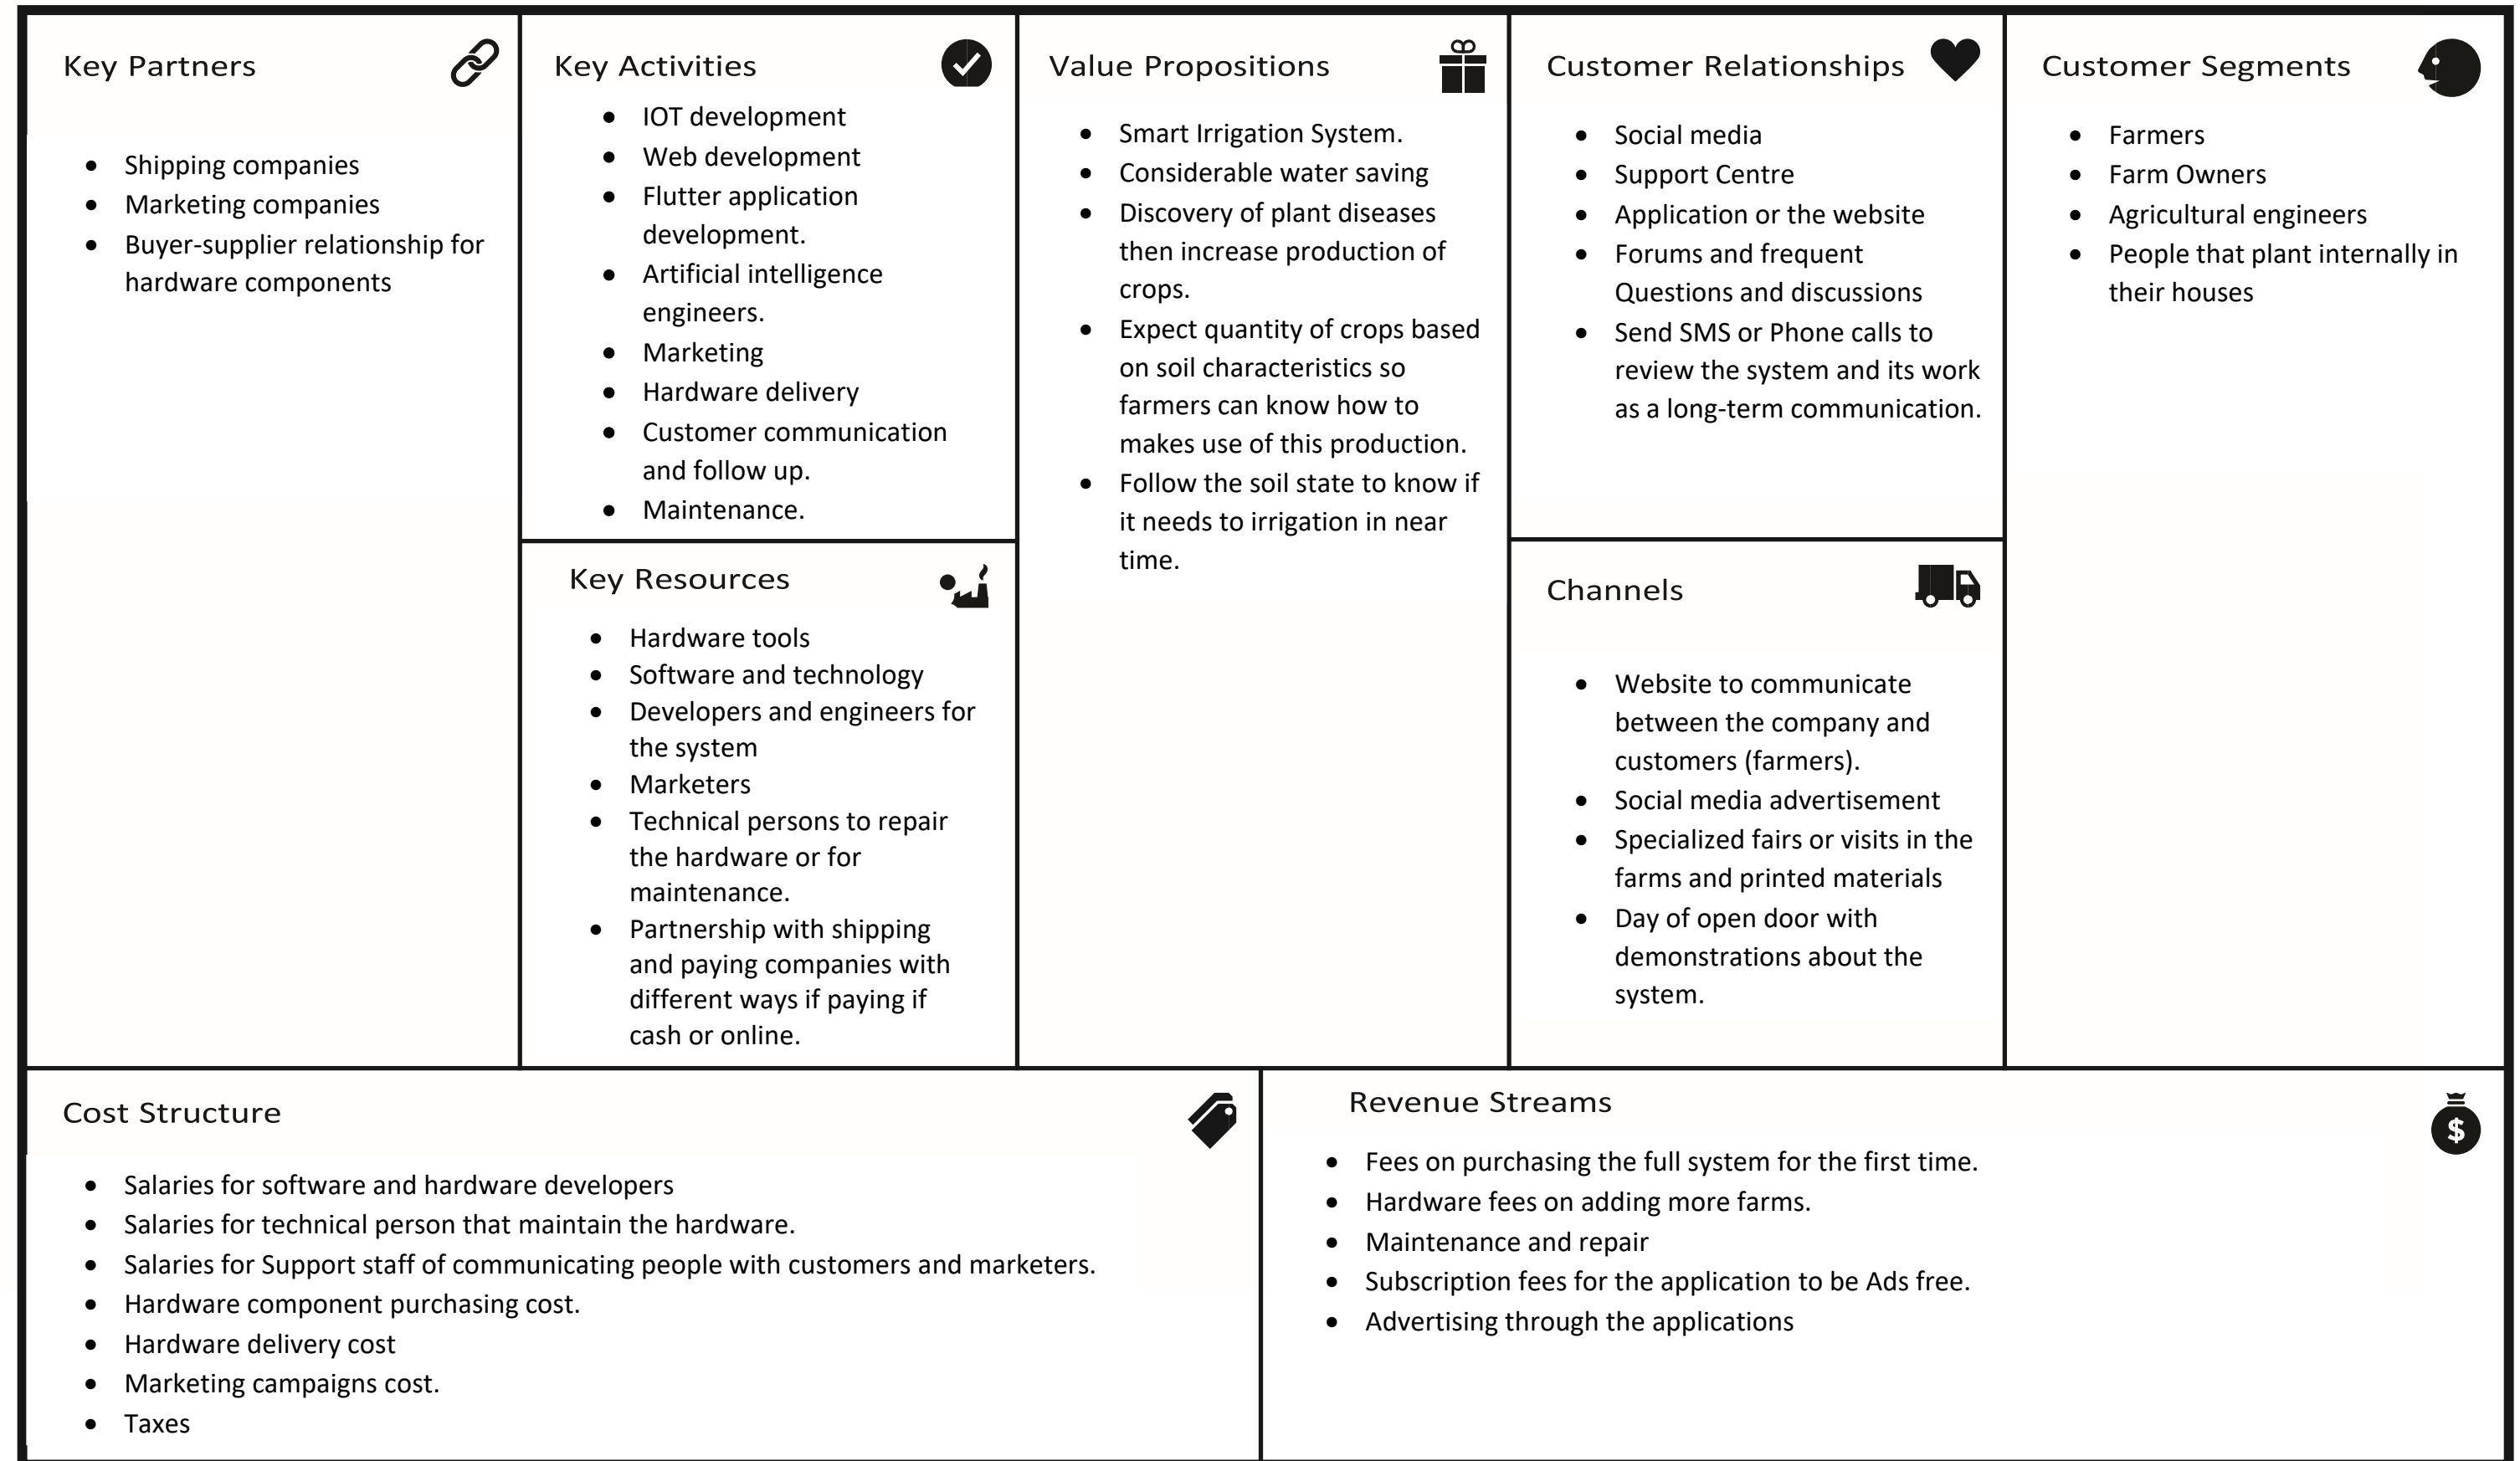 Key Partners
• Shipping companies
• Marketing companies
• Buyer-supplier relationship for
hardware components
Key Activities
• IOT development
• Web development
• Flutter application
development.
• Artificial intelligence
engineers.
• Marketing
• Hardware delivery
• Customer communication
and follow up.
• Maintenance.
Key Resources
• Hardware tools
• Software and technology
• Developers and engineers for
the system
• Marketers
• Technical persons to repair
the hardware or for
maintenance.
• Partnership with shipping
and paying companies with
different ways if paying if
cash or online.
Value Propositions
• Smart Irrigation System.
• Considerable water saving
• Discovery of plant diseases
then increase production of
crops.
• Expect quantity of crops based
on soil characteristics so
farmers can know how to
makes use of this production.
• Follow the soil state to know if
it needs to irrigation in near
time.
Customer Relationships
• Social media
• Support Centre
• Application or the website
• Forums and frequent
Questions and discussions
• Send SMS or Phone calls to
review the system and its work
as a long-term communication.
Channels
• Website to communicate
between the company and
customers (farmers).
• Social media advertisement
• Specialized fairs or visits in the
farms and printed materials
• Day of open door with
demonstrations about the
system.
Customer Segments
• Farmers
• Farm Owners
• Agricultural engineers
• People that plant internally in
their houses
Cost Structure
• Salaries for software and hardware developers
• Salaries for technical person that maintain the hardware.
• Salaries for Support staff of communicating people with customers and marketers.
• Hardware component purchasing cost.
• Hardware delivery cost
• Marketing campaigns cost.
• Taxes
Revenue Streams
$
• Fees on purchasing the full system for the first time.
• Hardware fees on adding more farms.
• Maintenance and repair
• Subscription fees for the application to be Ads free.
• Advertising through the applications